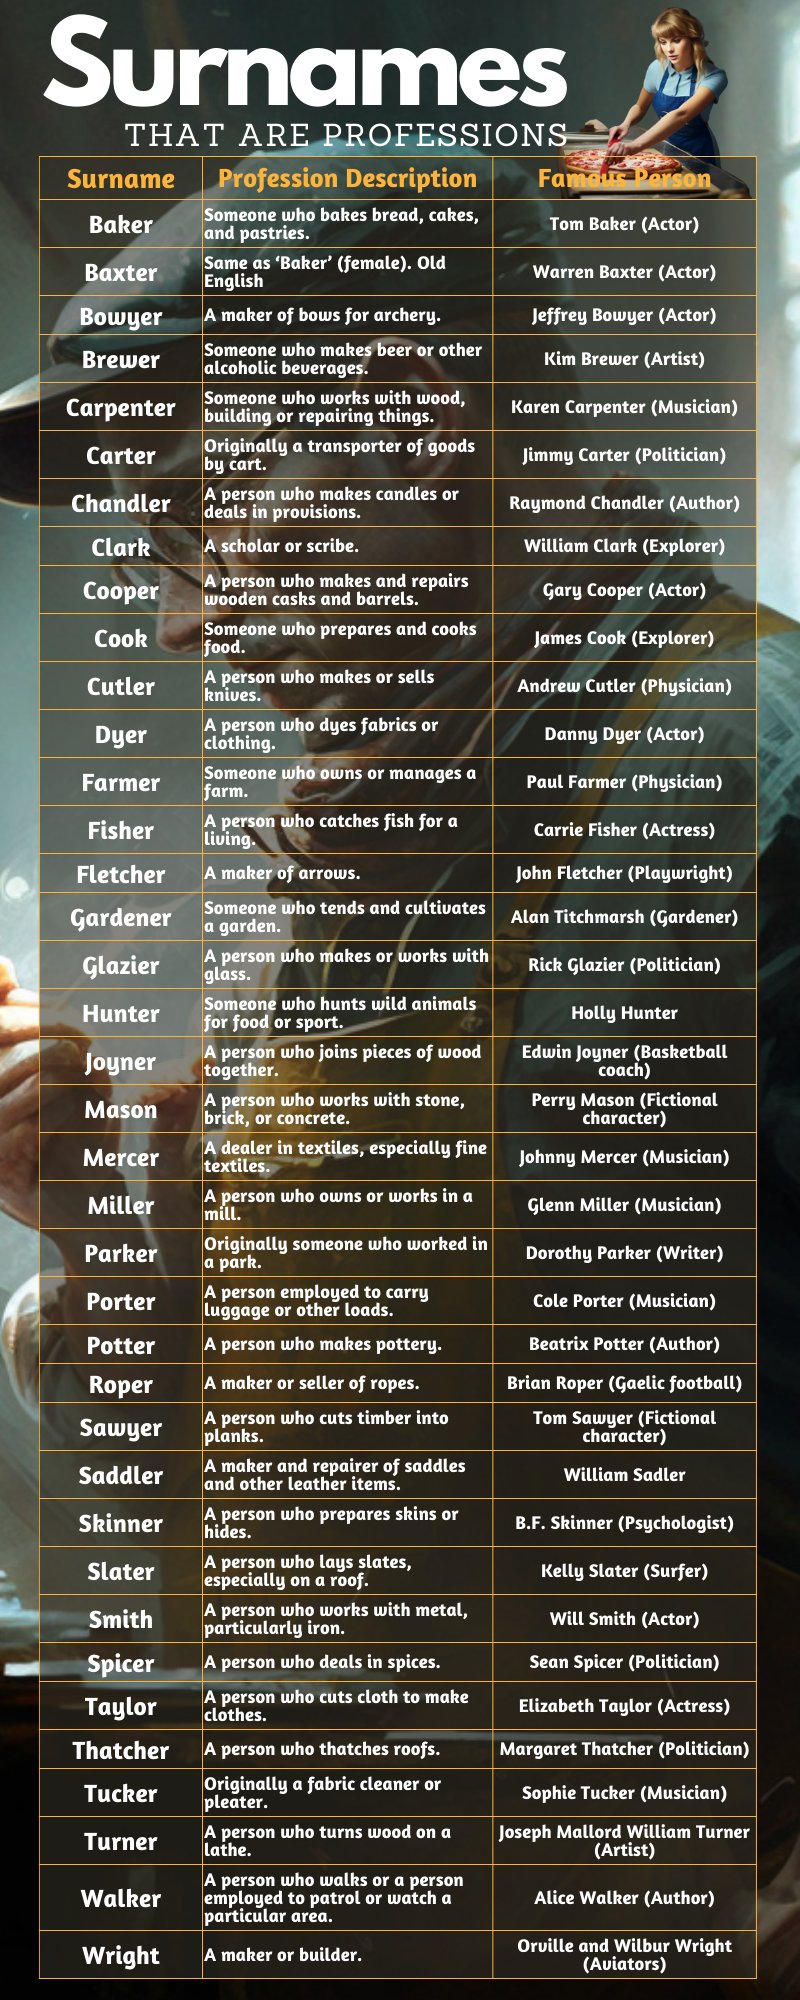 Surnames
THAT ARE PROFESSIONS
Surname Profession Description Famous Person
Baker
Someone who bakes bread, cakes,
and pastries.
Tom Baker (Actor)
Baxter
Same as ‘Baker’ (female). Old
English
Warren Baxter (Actor)
Bowyer
A maker of bows for archery.
Jeffrey Bowyer (Actor)
Brewer
Someone who makes beer or other
alcoholic beverages.
Kim Brewer (Artist)
Carpenter
Someone who works with wood,
building or repairing things.
Karen Carpenter (Musician)
Carter
Originally a transporter of goods
by cart.
Jimmy Carter (Politician)
Chandler
A person who makes candles or
deals in provisions.
Raymond Chandler (Author)
Clark
A scholar or scribe.
William Clark (Explorer)
Cooper
A person who makes and repairs
wooden casks and barrels.
Gary Cooper (Actor)
Cook
Someone who prepares and cooks
food.
James Cook (Explorer)
Cutler
A person who makes or sells
knives.
Andrew Cutler (Physician)
Dyer
A person who dyes fabrics or
clothing.
Danny Dyer (Actor)
Farmer
Someone who owns or manages a
farm.
Paul Farmer (Physician)
Fisher
A person who catches fish for a
living.
Carrie Fisher (Actress)
Fletcher
A maker of arrows.
John Fletcher (Playwright)
Gardener
Someone who tends and cultivates
a garden.
Alan Titchmarsh (Gardener)
Glazier
A person who makes or works with
glass.
Rick Glazier (Politician)
Hunter
Someone who hunts wild animals
for food or sport.
Holly Hunter
Joyner
A person who joins pieces of wood
together.
Edwin Joyner (Basketball
coach)
Mason
A person who works with stone,
brick, or concrete.
Perry Mason (Fictional
character)
Mercer
A dealer in textiles, especially fine
textiles.
Johnny Mercer (Musician)
Miller
A person who owns or works in a
mill.
Glenn Miller (Musician)
Parker
Originally someone who worked in
a park.
Dorothy Parker (Writer)
Porter
A person employed to carry
luggage or other loads.
Cole Porter (Musician)
Potter
A person who makes pottery.
Beatrix Potter (Author)
Roper
A maker or seller of ropes.
Brian Roper (Gaelic football)
Sawyer
A person who cuts timber into
planks.
Tom Sawyer (Fictional
character)
Saddler
A maker and repairer of saddles
and other leather items.
William Sadler
Skinner
A person who prepares skins or
hides.
B.F. Skinner (Psychologist)
Slater
A person who lays slates,
especially on a roof.
Kelly Slater (Surfer)
Smith
A person who works with metal,
particularly iron.
Will Smith (Actor)
Spicer
A person who deals in spices.
Sean Spicer (Politician)
Taylor
A person who cuts cloth to make
clothes.
Elizabeth Taylor (Actress)
Thatcher
A person who thatches roofs.
Margaret Thatcher (Politician)
Tucker
Originally a fabric cleaner or
pleater.
Sophie Tucker (Musician)
Turner
A person who turns wood on a
lathe.
Joseph Mallord William Turner
(Artist)
Walker
A person who walks or a person
employed to patrol or watch a
particular area.
Alice Walker (Author)
Wright
A maker or builder.
Orville and Wilbur Wright
(Aviators)